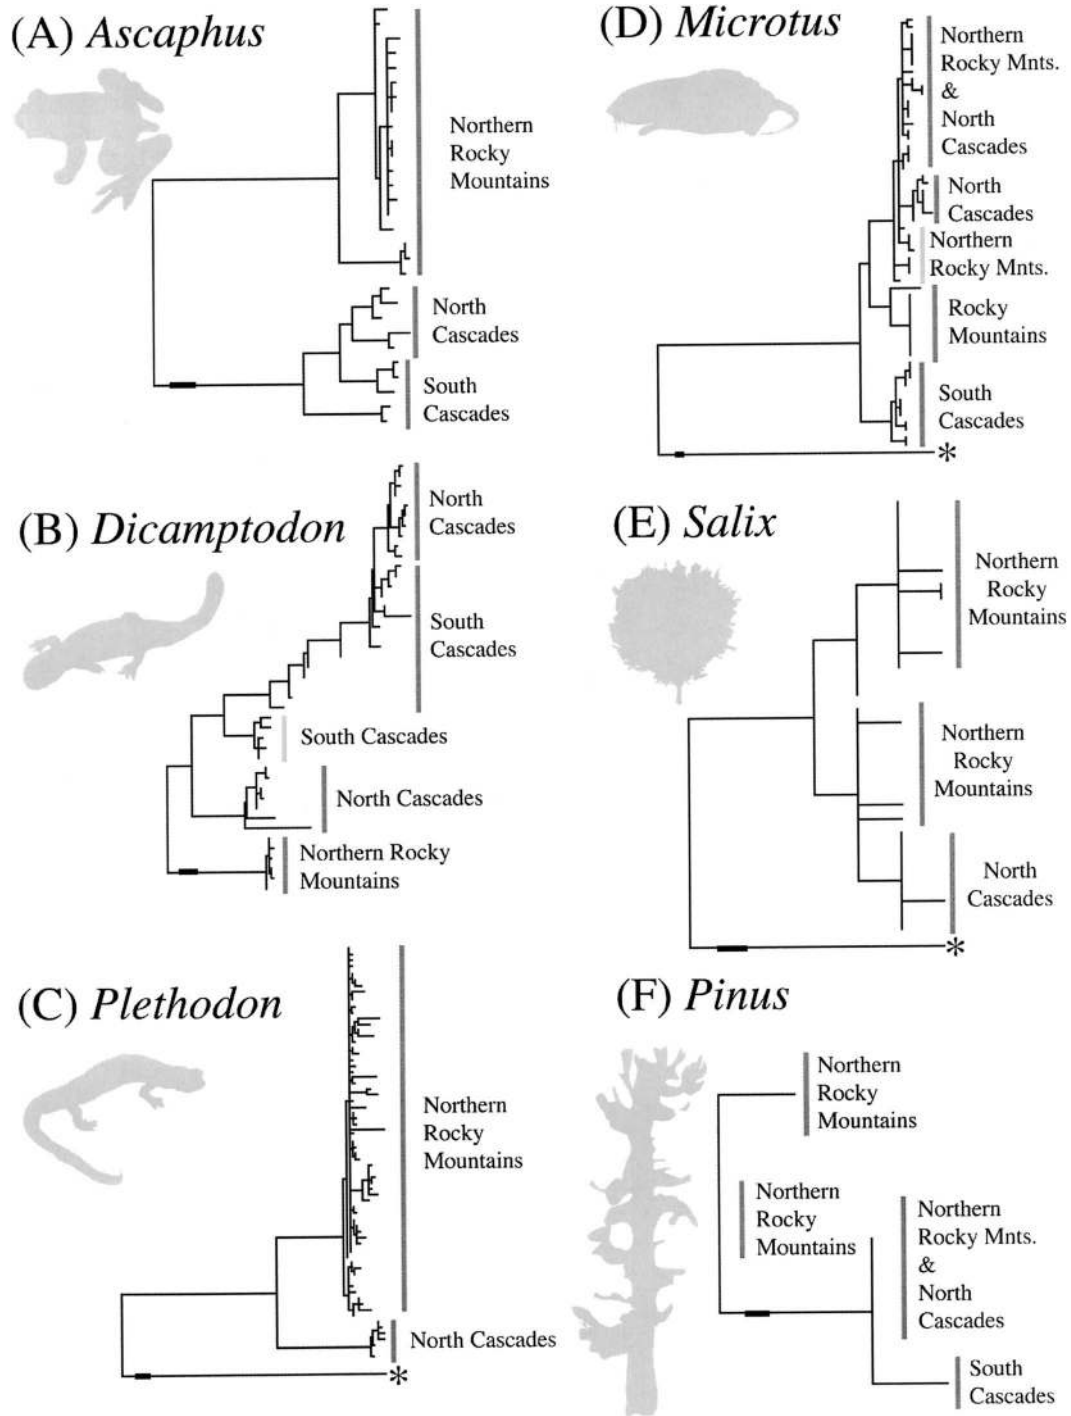 (A) Ascaphus
Northern
Rocky
Mountains
North
Cascades
South
Cascades
(B) Dicamptodon
North
Cascades
South
Cascades
South Cascades
North Cascades
Northern Rocky
Mountains
(C) Plethodon
Northern
Rocky
Mountains
North Cascades
*
(D) Microtus
Northern
Rocky Mnts.
&
North
Cascades
North
Cascades
Northern
Rocky Mnts.
Rocky
Mountains
South
Cascades
*
(E) Salix
Northern
Rocky
Mountains
Northern
Rocky
Mountains
North
Cascades
*
(F) Pinus
Northern
Rocky
Mountains
Northern
Rocky
Mountains
Northern
Rocky Mnts.
&
North
Cascades
South
Cascades